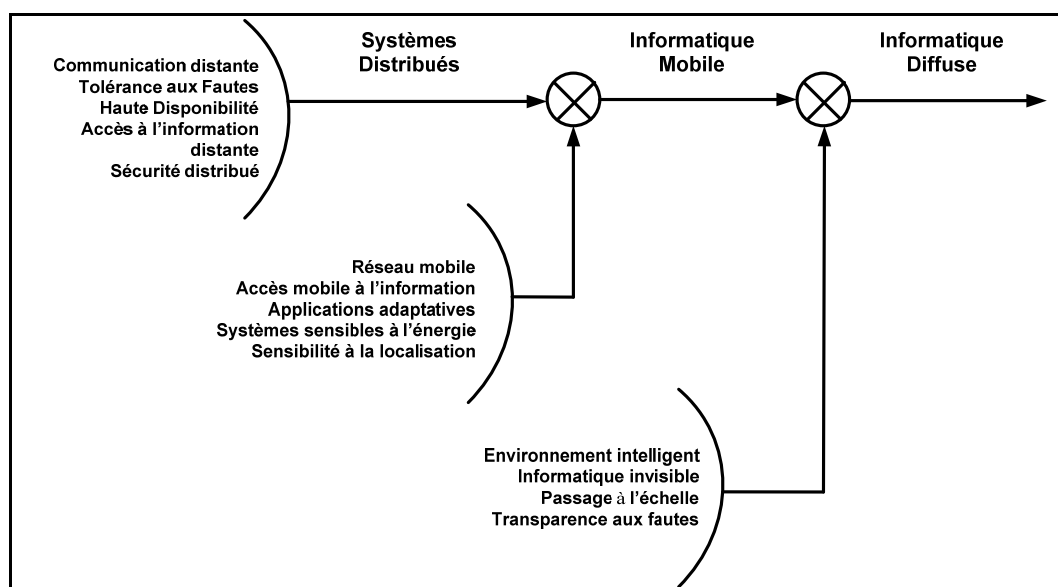 Systèmes
Distribués
Informatique
Mobile
Informatique
Diffuse
Communication distante
Tolérance aux Fautes
Haute Disponibilité
Accès à l'information
distante
Sécurité distribué
Réseau mobile
Accès mobile à l'information
Applications adaptatives
Systèmes sensibles à l'énergie
Sensibilité à la localisation
Environnement intelligent
Informatique invisible
Passage à l'échelle
Transparence aux fautes